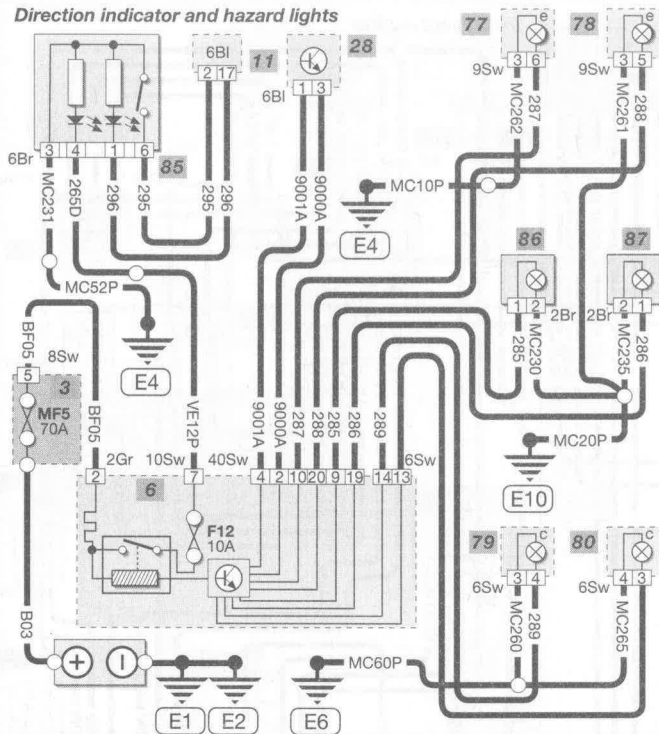 Direction indicator and hazard lights
77 78
e e
6Bl 11 28
2 17
3 6 3 5
9Sw 9Sw
6Bl 1 3
MC262 287 MC261 288
3 4 1 6
6Br 85
MC231 265D 296 295
295 296
9001A 9000A
MC10P
E4
86 87
MC52P
1 2 2 1
2Br 2Br
285 MC230 MC235 286
E4
BF05 8Sw
5
3
MF5
70A
BF05 VE12P 9001A 9000A 287 288 285 286 289
MC20P
E10
2 2Gr 10Sw 7 40Sw 4 2 10 20 9 19 14 13 6Sw
6
F12
10A
79 80
c c
3 4 4 3
6Sw 6Sw
MC260 289 MC265
B03
+ −
MC60P
E1 E2 E6